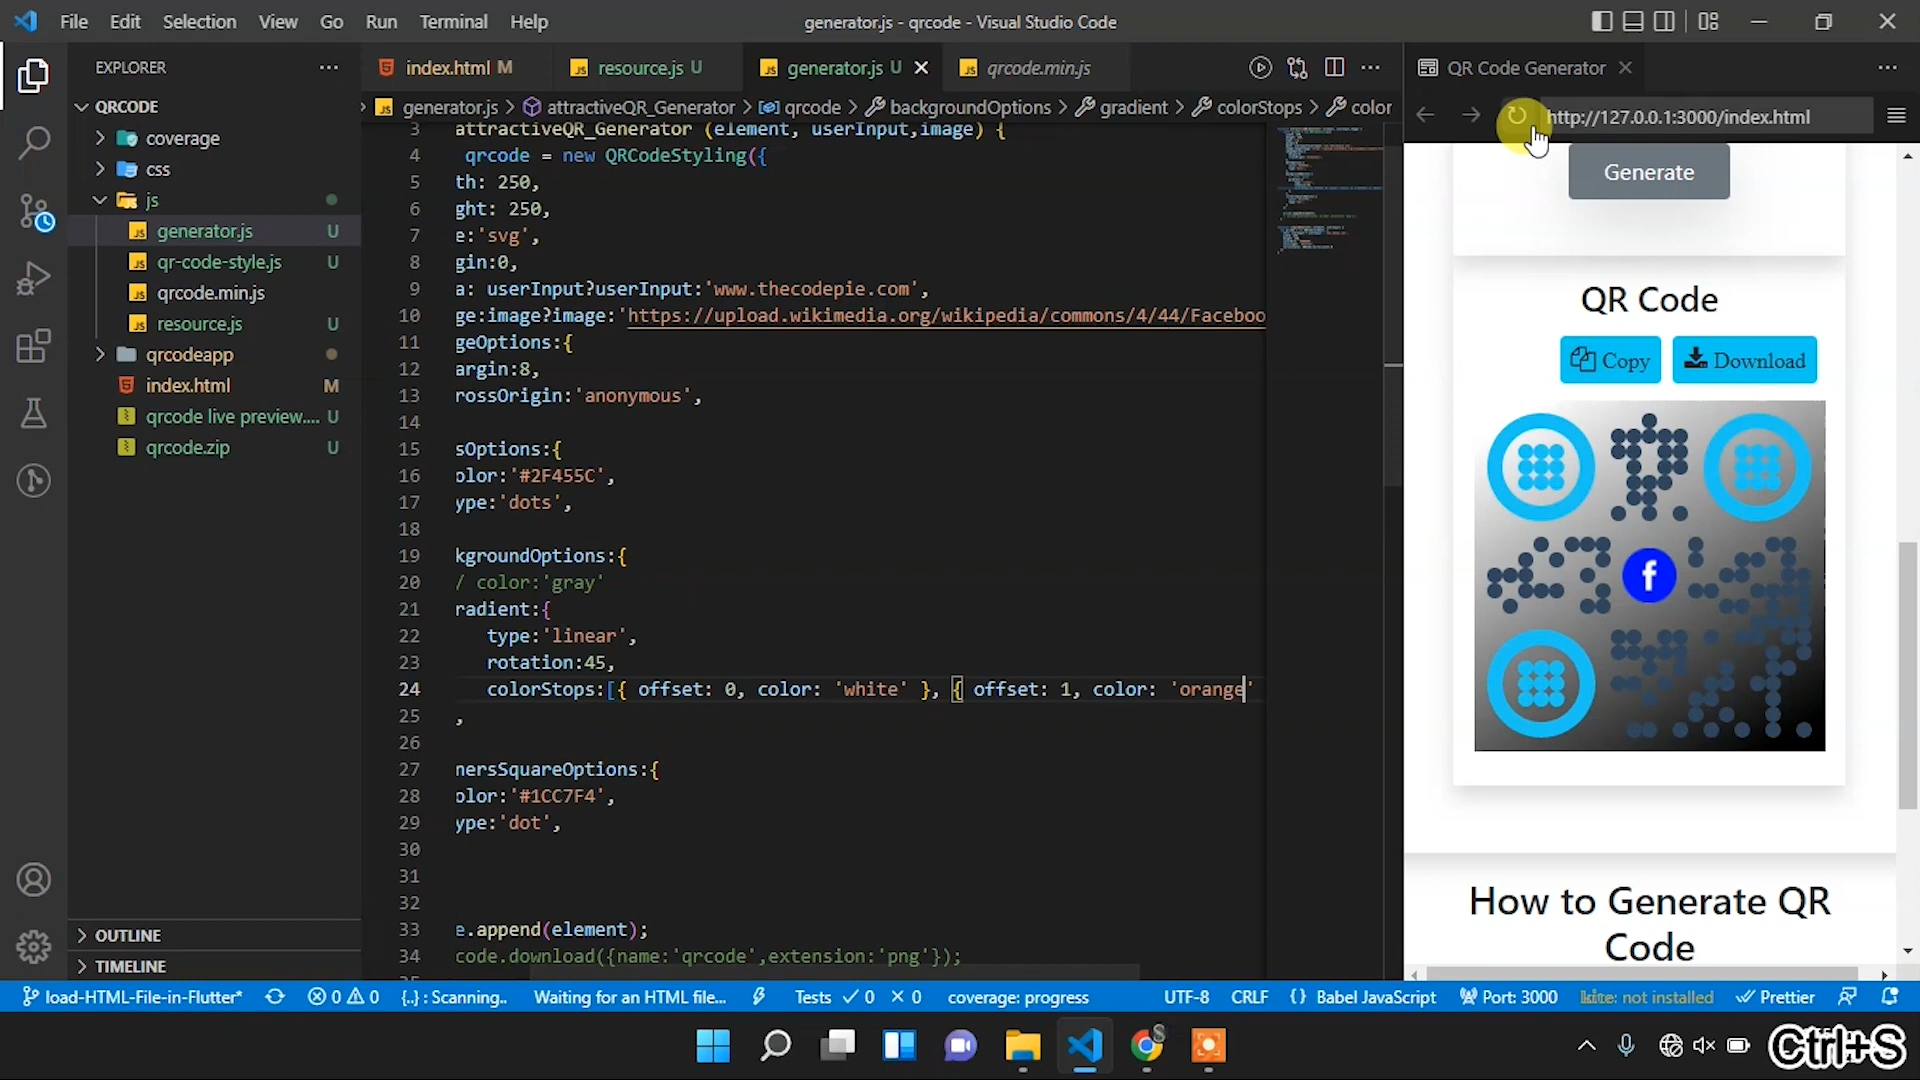 File Edit Selection View Go Run Terminal Help
generator.js - qrcode - Visual Studio Code
EXPLORER
QRCODE
coverage
css
js
generator.js U
qr-code-style.js U
qrcode.min.js
resource.js U
qrcodeapp
index.html M
qrcode live preview.... U
qrcode.zip U
OUTLINE
TIMELINE
index.html M
resource.js U
generator.js U
qrcode.min.js
generator.js > attractiveQR_Generator > qrcode > backgroundOptions > gradient > colorStops > color
3 attractiveQR_Generator (element, userInput,image) {
4 qrcode = new QRCodeStyling({
5 th: 250,
6 ght: 250,
7 e:'svg',
8 gin:0,
9 a: userInput?userInput:'www.thecodepie.com',
10 ge:image?image:'https://upload.wikimedia.org/wikipedia/commons/4/44/Faceboo
11 geOptions:{
12 argin:8,
13 rossOrigin:'anonymous',
14
15 sOptions:{
16 olor:'#2F455C',
17 ype:'dots',
18
19 kgroundOptions:{
20 / color:'gray'
21 radient:{
22 type:'linear',
23 rotation:45,
24 colorStops:[{ offset: 0, color: 'white' }, { offset: 1, color: 'orange'
25 ,
26
27 nersSquareOptions:{
28 olor:'#1CC7F4',
29 ype:'dot',
30
31
32
33 e.append(element);
34 code.download({name:'qrcode',extension:'png'});
QR Code Generator
http://127.0.0.1:3000/index.html
Generate
QR Code
Copy Download
f
How to Generate QR
Code
load-HTML-File-in-Flutter* 0 0 {..} : Scanning.. Waiting for an HTML file... Tests 0 0 coverage: progress UTF-8 CRLF {} Babel JavaScript Port: 3000 kite: not installed Prettier
Ctrl+S